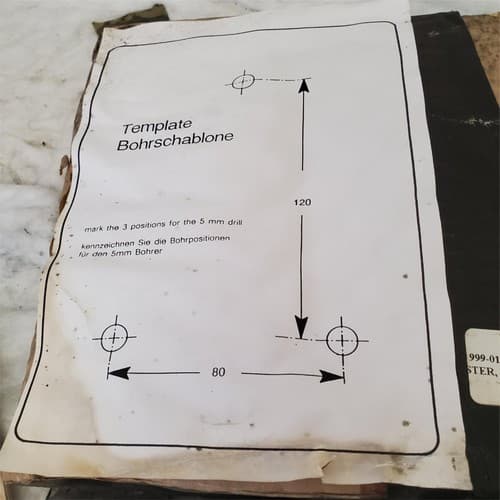 Template
Bohrschablone
120
mark the 3 positions for the 5 mm drill
kennzeichnen Sie die Bohrpositionen
für den 5mm Bohrer
80
999-01
STER,